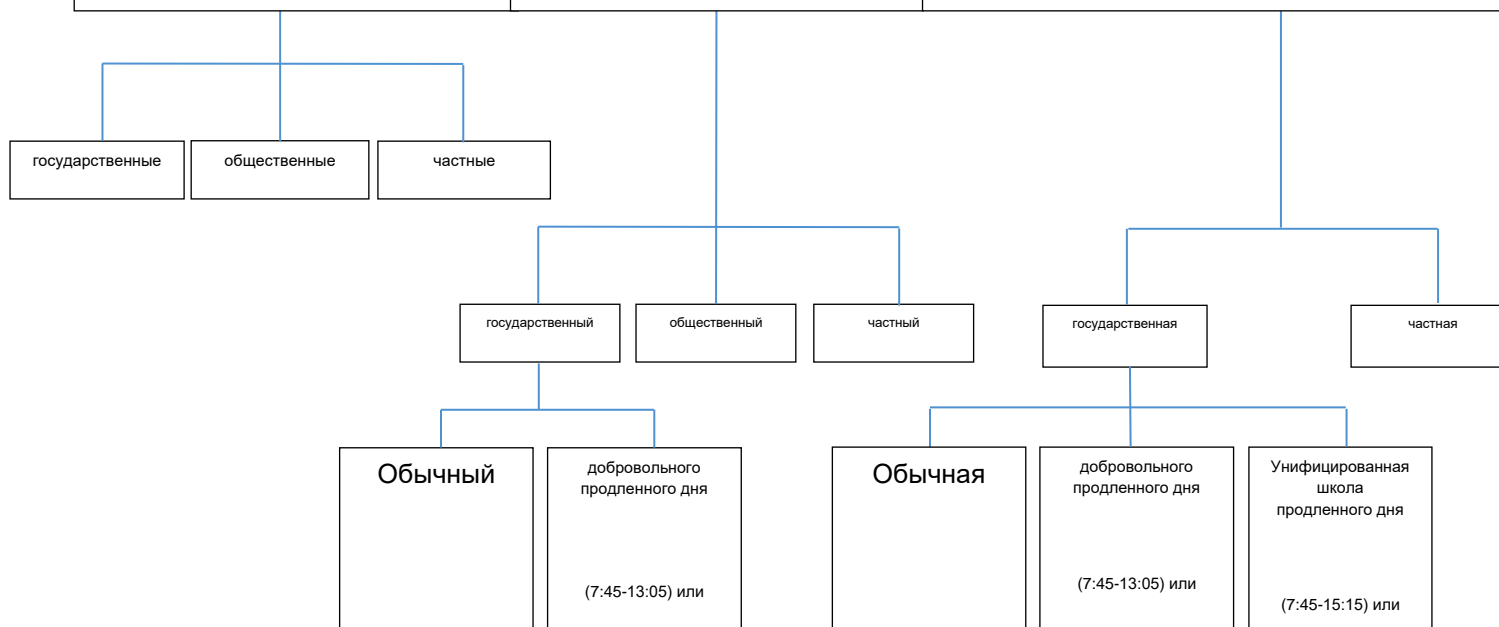 государственные
общественные
частные
государственный
общественный
частный
государственная
частная
Обычный
добровольного
продленного дня
(7:45-13:05) или
Обычная
добровольного
продленного дня
(7:45-13:05) или
Унифицированная
школа
продленного дня
(7:45-15:15) или